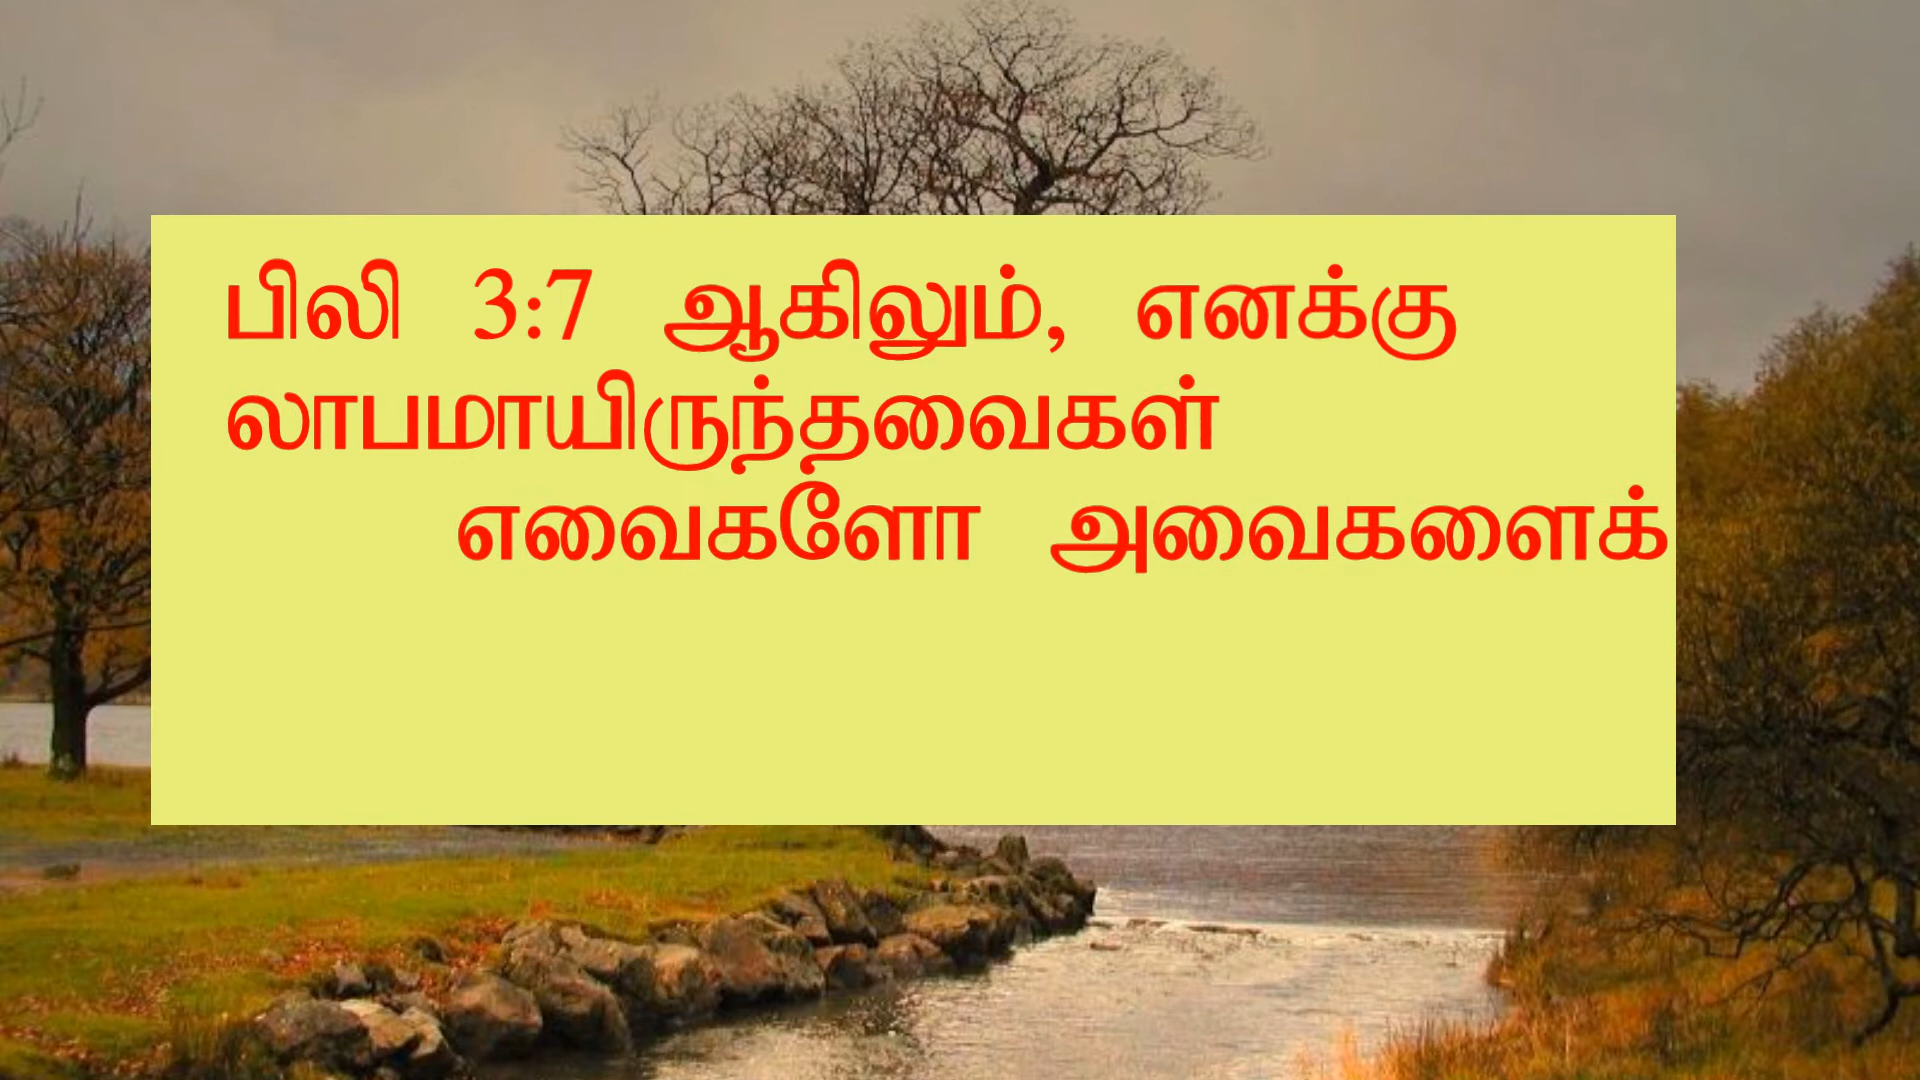 பிலி 3:7 ஆகிலும், எனக்கு
லாபமாயிருந்தவைகள்
எவைகளோ அவைகளைக்